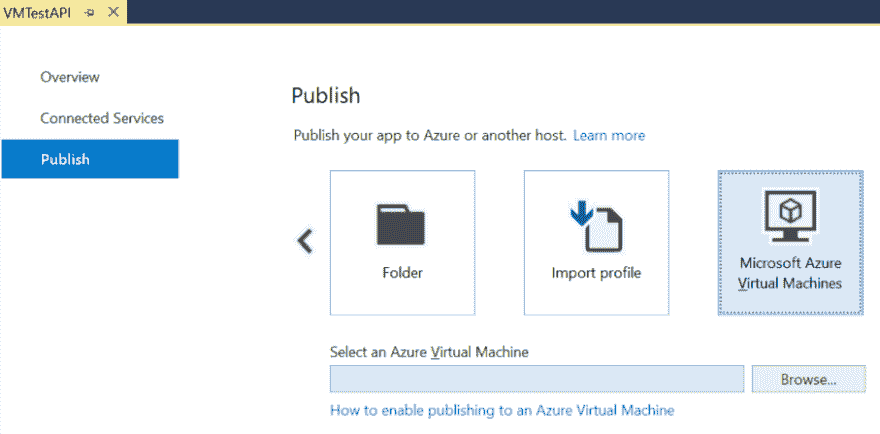 VMTestAPI
Overview
Connected Services
Publish
Publish
Publish your app to Azure or another host. Learn more
Folder
Import profile
Microsoft Azure
Virtual Machines
Select an Azure Virtual Machine
Browse...
How to enable publishing to an Azure Virtual Machine